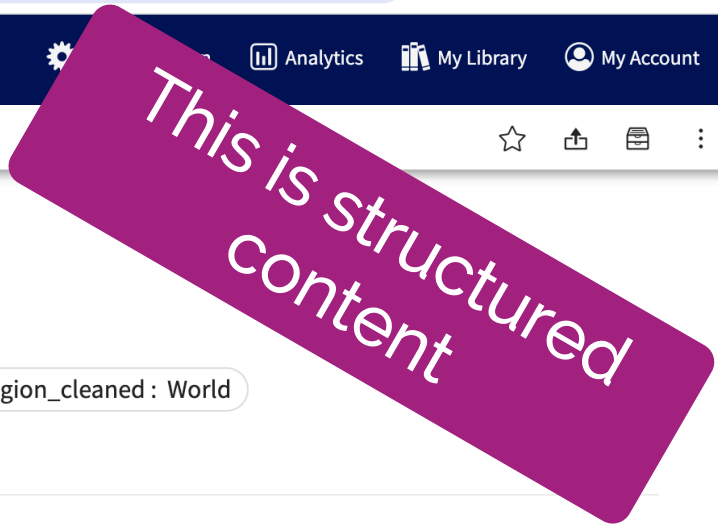 Analytics
My Library
My Account
This is structured
content
gion_cleaned : World